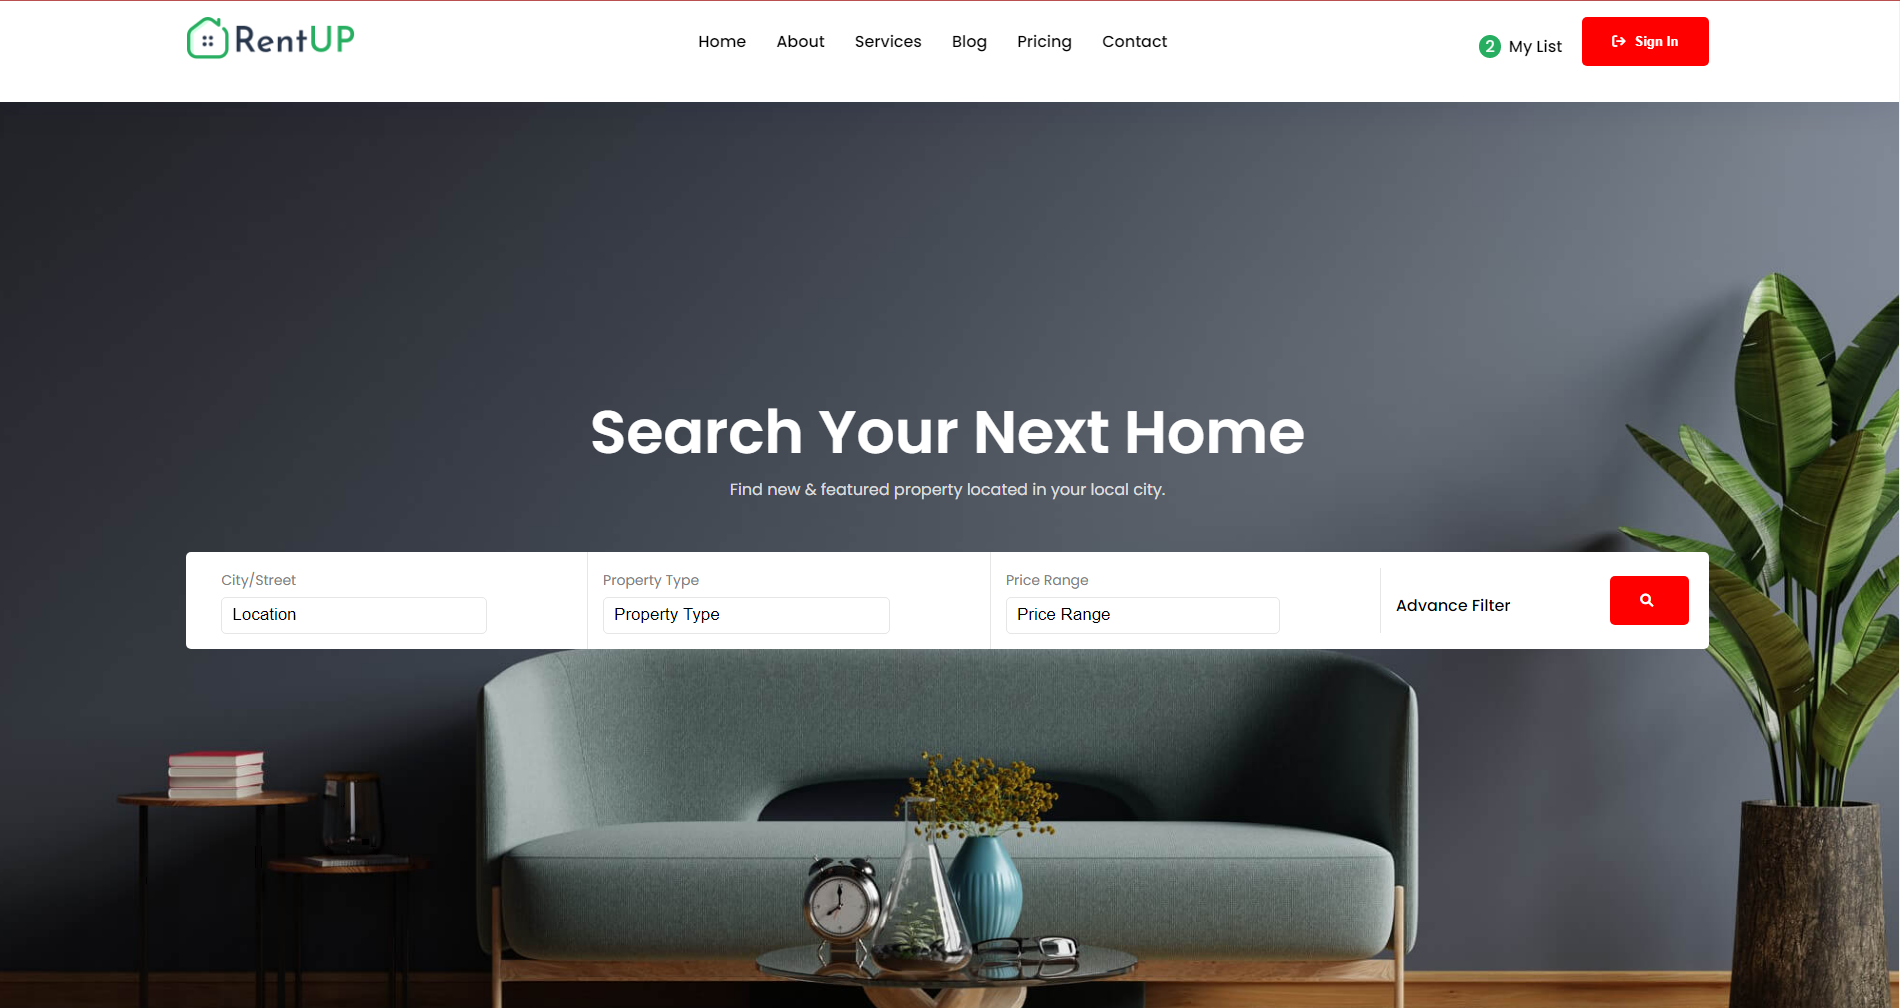 RentUP
Home About Services Blog Pricing Contact
2 My List
Sign In
Search Your Next Home
Find new & featured property located in your local city.
City/Street
Location
Property Type
Property Type
Price Range
Price Range
Advance Filter